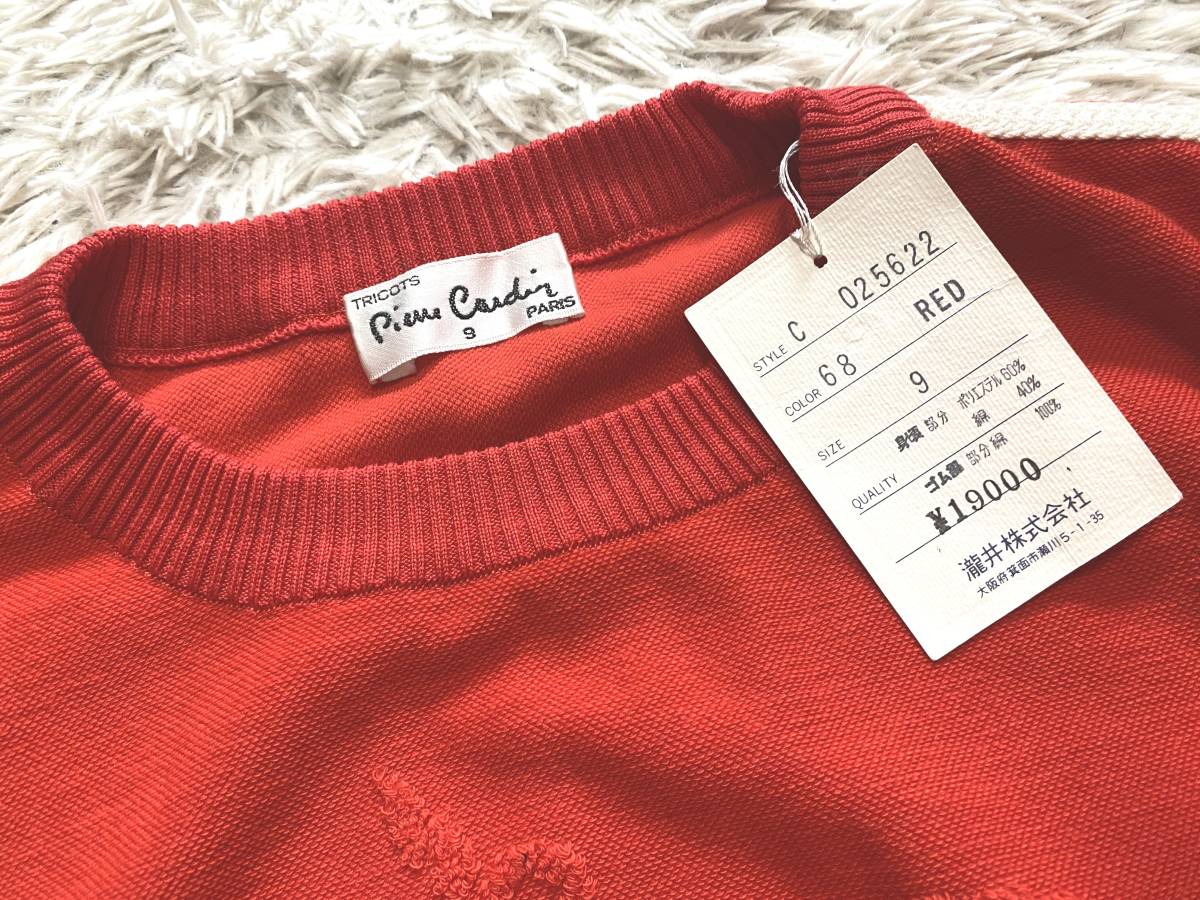 TRICOTS
Pierre Cardin
9 PARIS
STYLE C 025622
COLOR 68 RED
SIZE 9
QUALITY 身頃 部分 ポリエステル 60%
綿 40%
ゴム部 部分 綿 100%
¥19000
瀧井株式会社
大阪府箕面市瀬川5-1-35